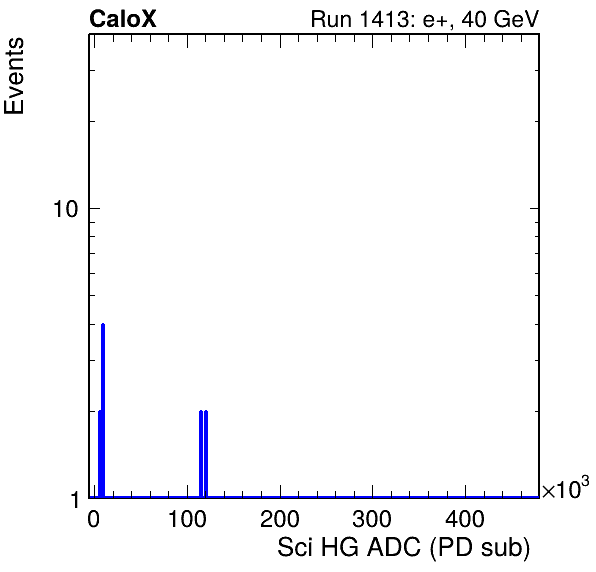 CaloX Run 1413: e+, 40 GeV
Events
10
1
0 100 200 300 400 ×10³
Sci HG ADC (PD sub)